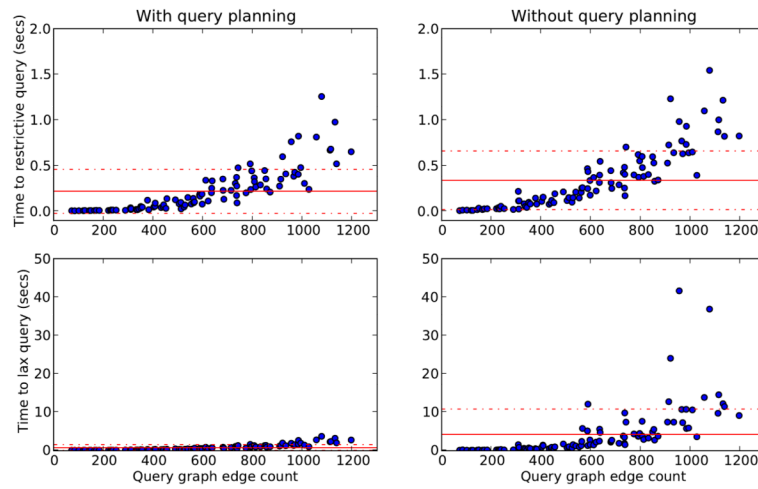 With query planning
Without query planning
Time to restrictive query (secs)
2.0
1.5
1.0
0.5
0.0
0 200 400 600 800 1000 1200
2.0
1.5
1.0
0.5
0.0
0 200 400 600 800 1000 1200
Time to lax query (secs)
50
40
30
20
10
0
0 200 400 600 800 1000 1200
Query graph edge count
50
40
30
20
10
0
0 200 400 600 800 1000 1200
Query graph edge count